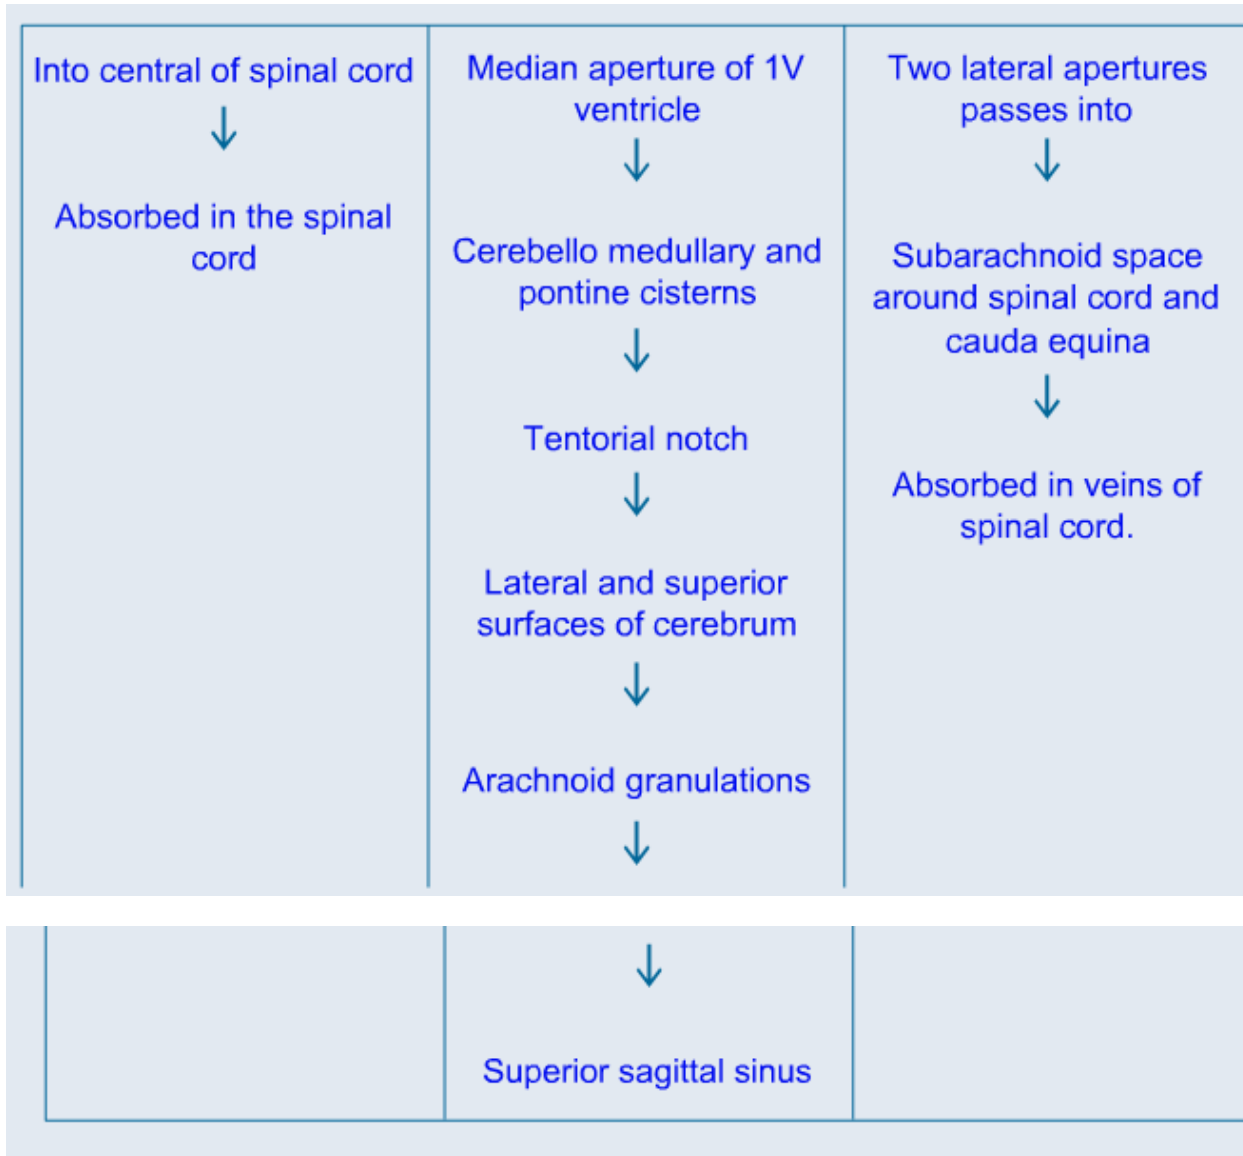 Into central of spinal cord
Absorbed in the spinal
cord
Median aperture of 1V
ventricle
Cerebello medullary and
pontine cisterns
Tentorial notch
Lateral and superior
surfaces of cerebrum
Arachnoid granulations
Superior sagittal sinus
Two lateral apertures
passes into
Subarachnoid space
around spinal cord and
cauda equina
Absorbed in veins of
spinal cord.